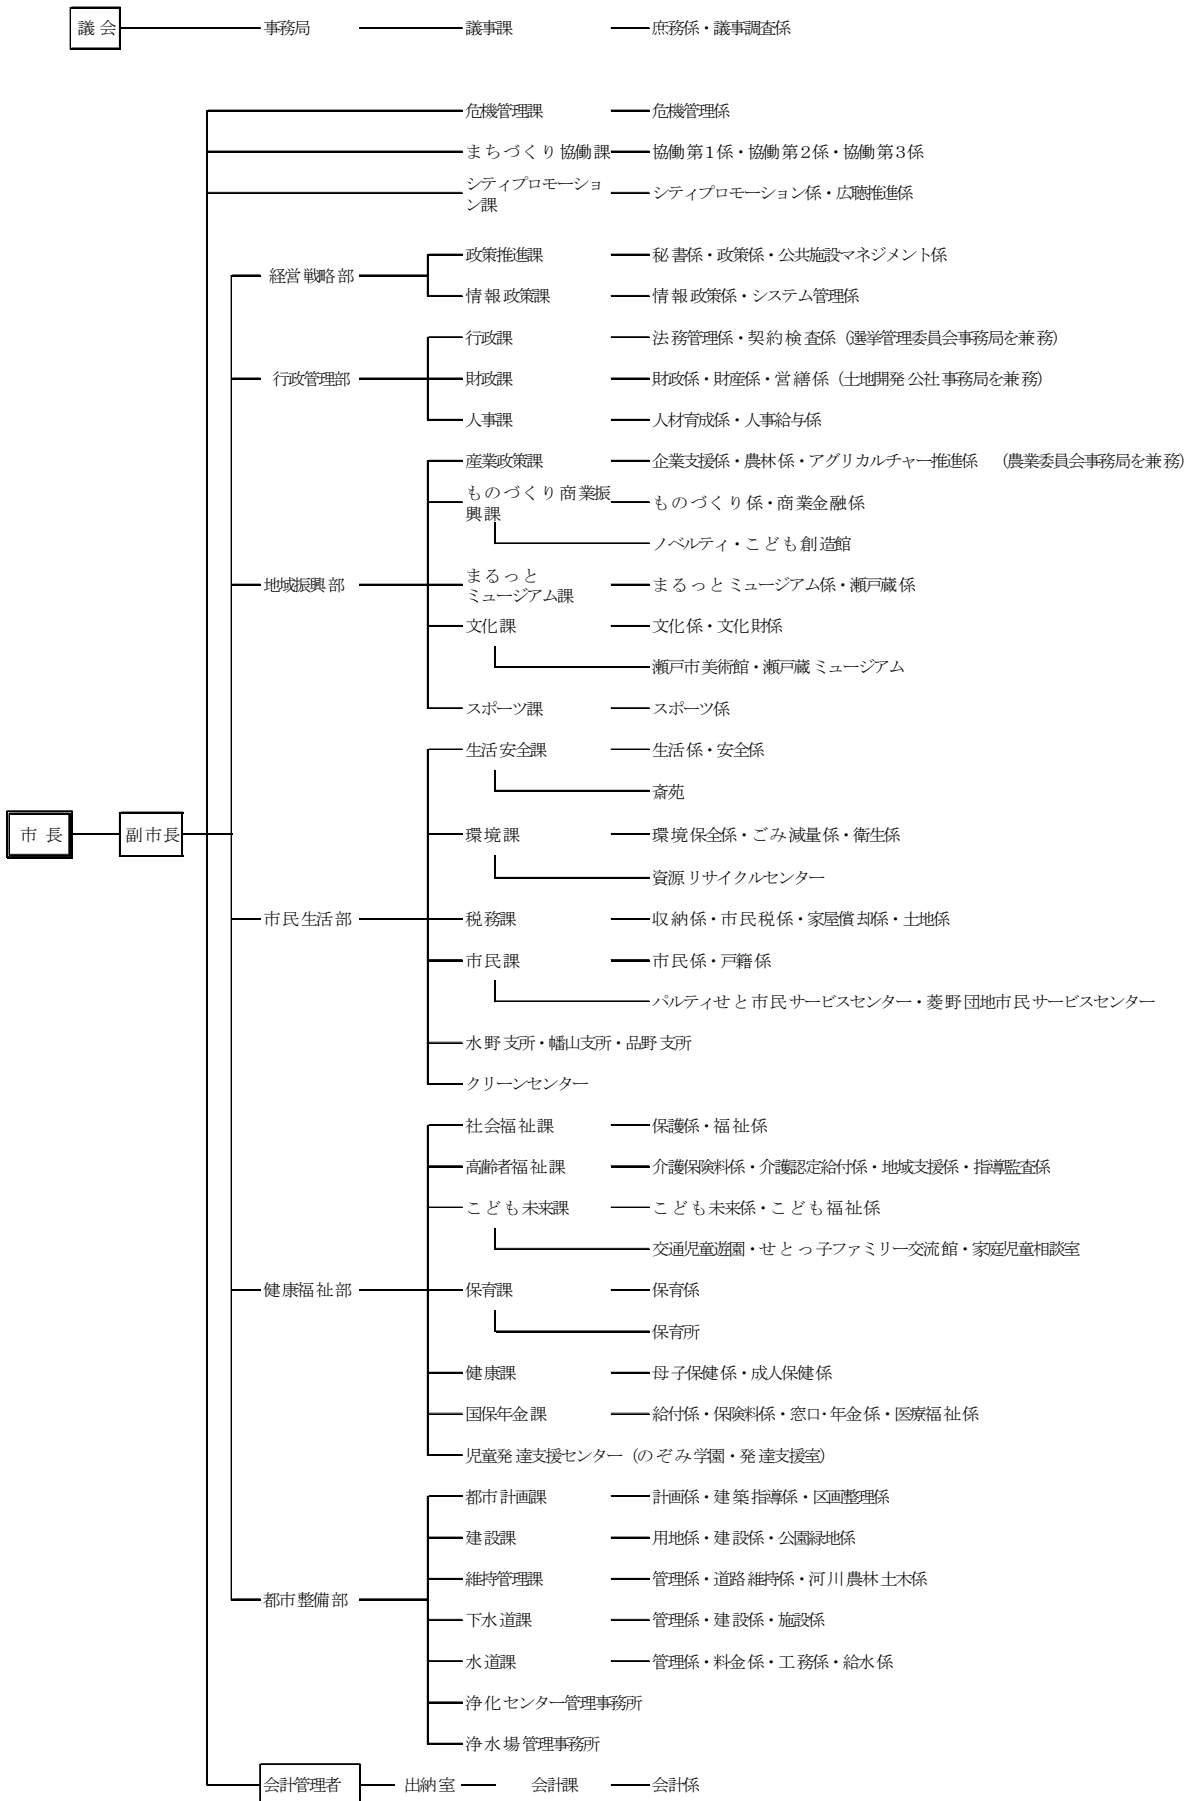 議会 事務局 議事課 庶務係・議事調査係
危機管理課 危機管理係
まちづくり協働課 協働第1係・協働第2係・協働第3係
シティプロモーショ
ン課 シティプロモーション係・広聴推進係
政策推進課 秘書係・政策係・公共施設マネジメント係
経営戦略部
情報政策課 情報政策係・システム管理係
行政課 法務管理係・契約検査係（選挙管理委員会事務局を兼務）
行政管理部 財政課 財政係・財産係・営繕係（土地開発公社事務局を兼務）
人事課 人材育成係・人事給与係
産業政策課 企業支援係・農林係・アグリカルチャー推進係 （農業委員会事務局を兼務）
ものづくり商業振
興課 ものづくり係・商業金融係
ノベルティ・こども創造館
地域振興部 まるっと
ミュージアム課 まるっとミュージアム係・瀬戸蔵係
文化課 文化係・文化財係
瀬戸市美術館・瀬戸蔵ミュージアム
スポーツ課 スポーツ係
生活安全課 生活係・安全係
斎苑
市長 副市長 環境課 環境保全係・ごみ減量係・衛生係
資源リサイクルセンター
市民生活部 税務課 収納係・市民税係・家屋償却係・土地係
市民課 市民係・戸籍係
パルティせと市民サービスセンター・菱野団地市民サービスセンター
水野支所・幡山支所・品野支所
クリーンセンター
社会福祉課 保護係・福祉係
高齢者福祉課 介護保険料係・介護認定給付係・地域支援係・指導監査係
こども未来課 こども未来係・こども福祉係
交通児童遊園・せとっ子ファミリー交流館・家庭児童相談室
健康福祉部 保育課 保育係
保育所
健康課 母子保健係・成人保健係
国保年金課 給付係・保険料係・窓口・年金係・医療福祉係
児童発達支援センター（のぞみ学園・発達支援室）
都市計画課 計画係・建築指導係・区画整理係
建設課 用地係・建設係・公園緑地係
維持管理課 管理係・道路維持係・河川農林土木係
都市整備部
下水道課 管理係・建設係・施設係
水道課 管理係・料金係・工務係・給水係
浄化センター管理事務所
浄水場管理事務所
会計管理者 出納室 会計課 会計係